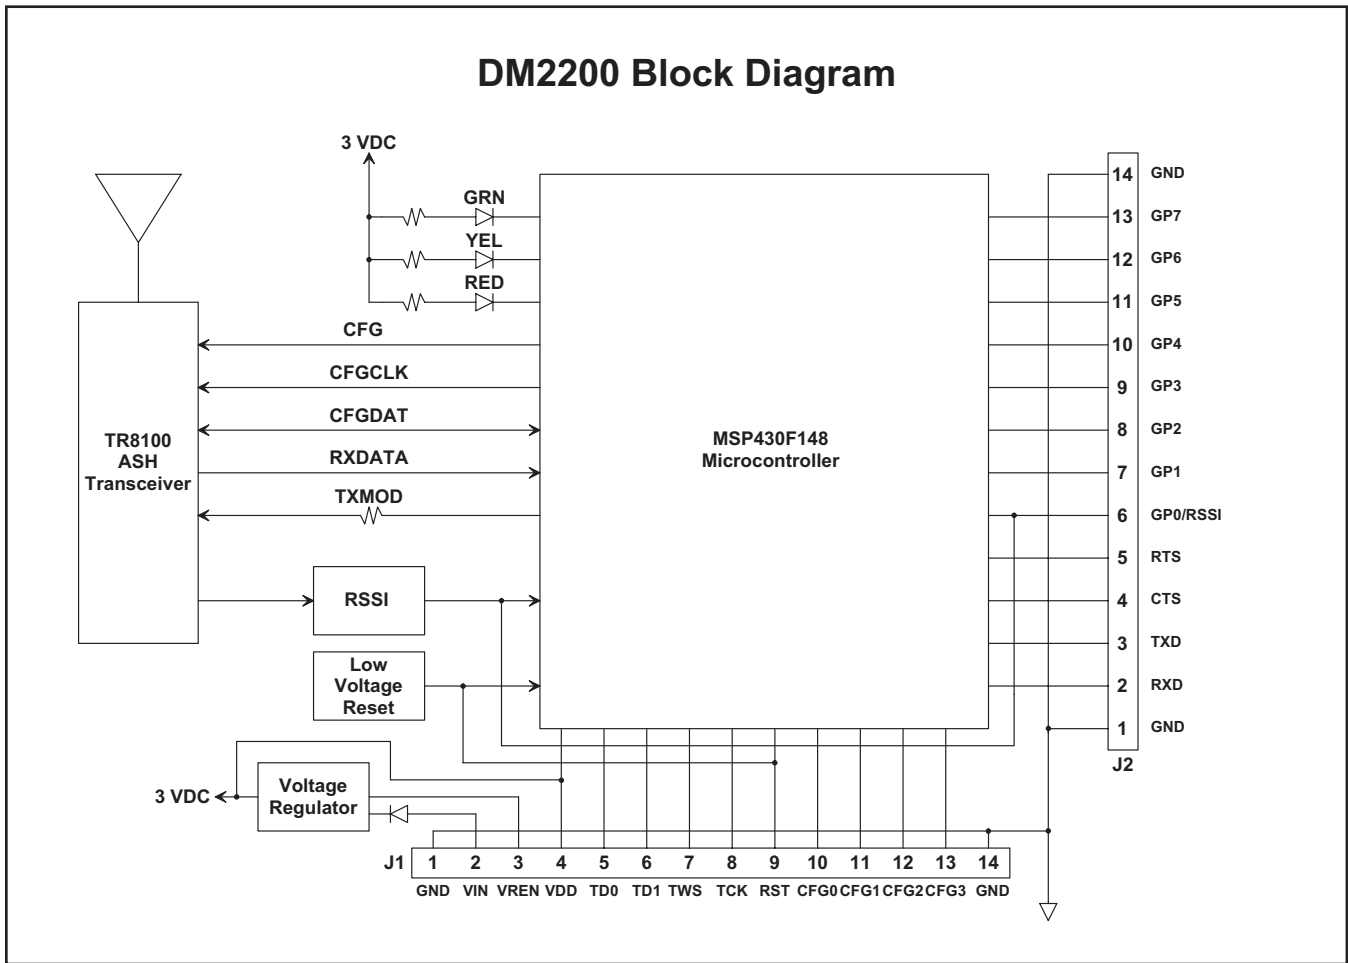 DM2200 Block Diagram
3 VDC
GRN
YEL
RED
CFG
CFGCLK
CFGDAT
RXDATA
TXMOD
TR8100
ASH
Transceiver
RSSI
Low
Voltage
Reset
3 VDC
Voltage
Regulator
MSP430F148
Microcontroller
14 GND
13 GP7
12 GP6
11 GP5
10 GP4
9 GP3
8 GP2
7 GP1
6 GP0/RSSI
5 RTS
4 CTS
3 TXD
2 RXD
1 GND
J2
J1 1 2 3 4 5 6 7 8 9 10 11 12 13 14
GND VIN VREN VDD TD0 TD1 TWS TCK RST CFG0 CFG1 CFG2 CFG3 GND